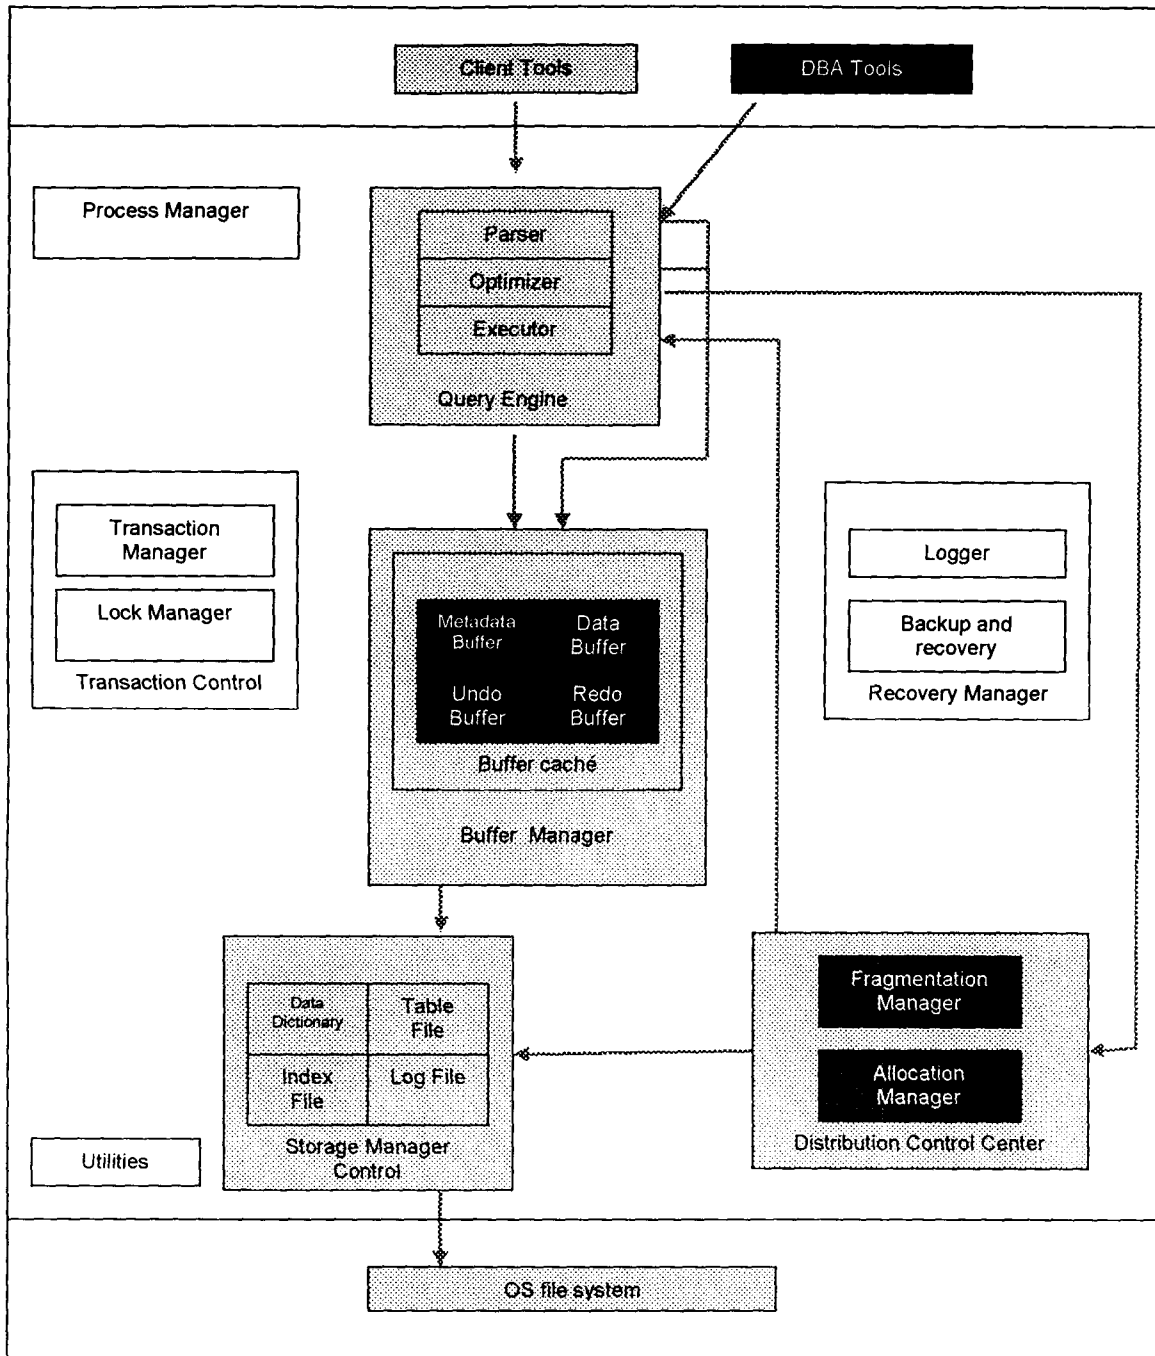 Client Tools
DBA Tools
Process Manager
Parser
Optimizer
Executor
Query Engine
Transaction
Manager
Lock Manager
Transaction Control
Metadata
Buffer
Data
Buffer
Undo
Buffer
Redo
Buffer
Buffer caché
Buffer Manager
Logger
Backup and
recovery
Recovery Manager
Data
Dictionary
Table
File
Index
File
Log File
Storage Manager
Control
Fragmentation
Manager
Allocation
Manager
Distribution Control Center
Utilities
OS file system